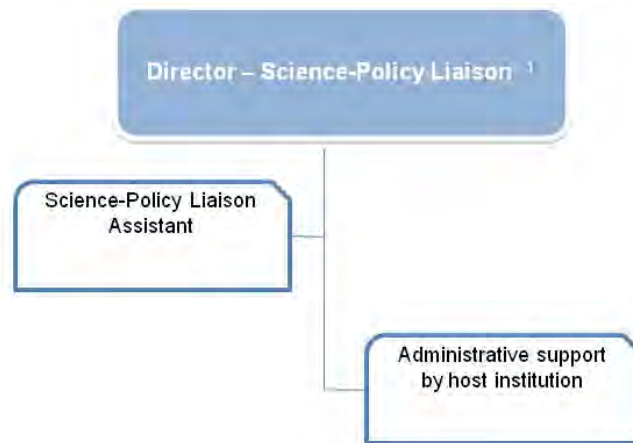 Director – Science-Policy Liaison ¹
Science-Policy Liaison
Assistant
Administrative support
by host institution